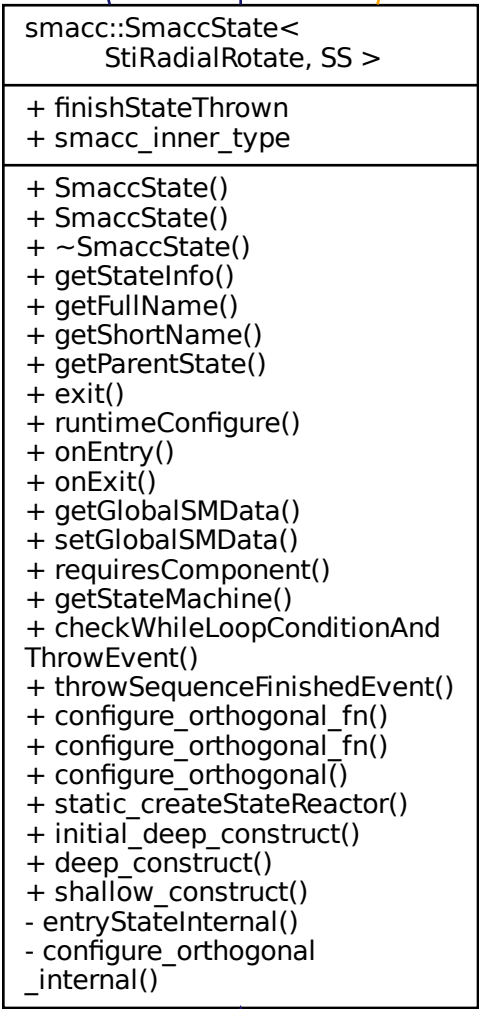 smacc::SmaccState<
StiRadialRotate, SS >
+ finishStateThrown
+ smacc_inner_type
+ SmaccState()
+ SmaccState()
+ ~SmaccState()
+ getStateInfo()
+ getFullName()
+ getShortName()
+ getParentState()
+ exit()
+ runtimeConfigure()
+ onEntry()
+ onExit()
+ getGlobalSMData()
+ setGlobalSMData()
+ requiresComponent()
+ getStateMachine()
+ checkWhileLoopConditionAnd
ThrowEvent()
+ throwSequenceFinishedEvent()
+ configure_orthogonal_fn()
+ configure_orthogonal_fn()
+ configure_orthogonal()
+ static_createStateReactor()
+ initial_deep_construct()
+ deep_construct()
+ shallow_construct()
- entryStateInternal()
- configure_orthogonal
_internal()